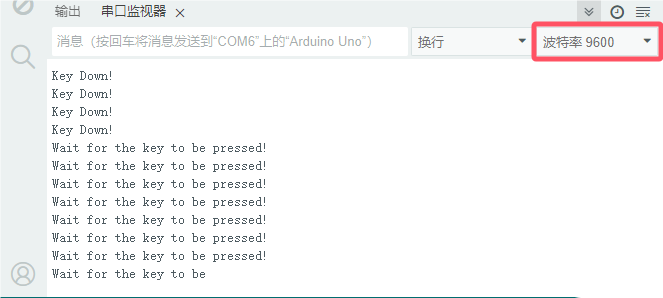 输出 串口监视器
消息（按回车将消息发送到“COM6”上的“Arduino Uno”） 换行 波特率 9600
Key Down!
Key Down!
Key Down!
Key Down!
Wait for the key to be pressed!
Wait for the key to be pressed!
Wait for the key to be pressed!
Wait for the key to be pressed!
Wait for the key to be pressed!
Wait for the key to be pressed!
Wait for the key to be pressed!
Wait for the key to be